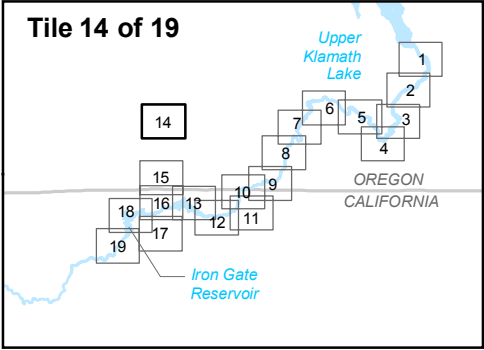 Tile 14 of 19
Upper
Klamath
Lake
1
2
3
4
5
6
7
8
14
15
9
10
OREGON
CALIFORNIA
16
13
11
12
18
17
19
Iron Gate
Reservoir